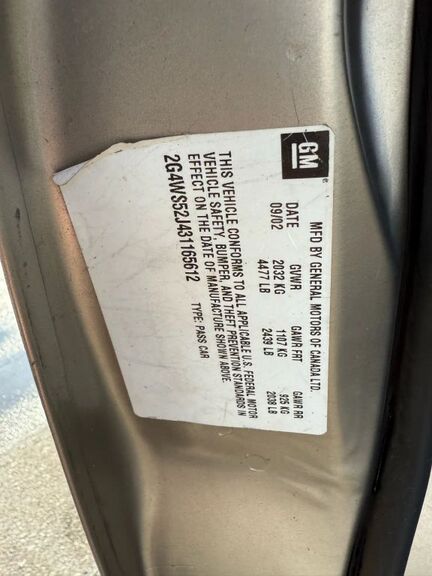 GM
®
MFD BY GENERAL MOTORS OF CANADA LTD.
DATE GVWR GAWR FRT GAWR RR
09/02 2032 KG 1107 KG 925 KG
4477 LB 2439 LB 2038 LB
THIS VEHICLE CONFORMS TO ALL APPLICABLE U.S. FEDERAL MOTOR
VEHICLE SAFETY, BUMPER, AND THEFT PREVENTION STANDARDS IN
EFFECT ON THE DATE OF MANUFACTURE SHOWN ABOVE.
2G4WS52J431165612 TYPE: PASS CAR